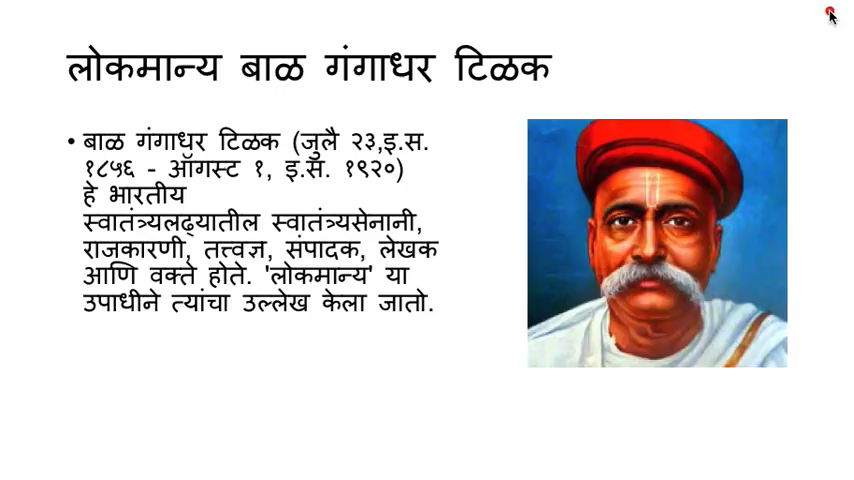 लोकमान्य बाळ गंगाधर टिळक
• बाळ गंगाधर टिळक (जुलै २३,इ.स.
१८५६ - ऑगस्ट १, इ.स. १९२०)
हे भारतीय
स्वातंत्र्यलढ्यातील स्वातंत्र्यसेनानी,
राजकारणी, तत्त्वज्ञ, संपादक, लेखक
आणि वक्ते होते. 'लोकमान्य' या
उपाधीने त्यांचा उल्लेख केला जातो.